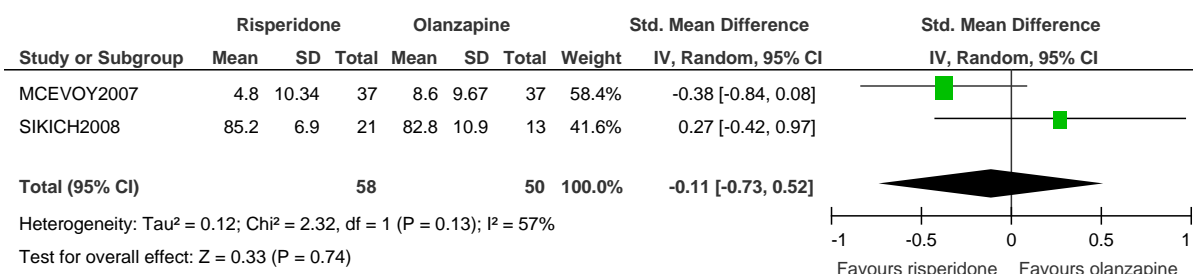 Risperidone Olanzapine Std. Mean Difference Std. Mean Difference
Study or Subgroup Mean SD Total Mean SD Total Weight IV, Random, 95% CI IV, Random, 95% CI
MCEVOY2007 4.8 10.34 37 8.6 9.67 37 58.4% -0.38 [-0.84, 0.08]
SIKICH2008 85.2 6.9 21 82.8 10.9 13 41.6% 0.27 [-0.42, 0.97]
Total (95% CI) 58 50 100.0% -0.11 [-0.73, 0.52]
Heterogeneity: Tau² = 0.12; Chi² = 2.32, df = 1 (P = 0.13); I² = 57%
Test for overall effect: Z = 0.33 (P = 0.74)
-1 -0.5 0 0.5 1
Favours risperidone Favours olanzapine